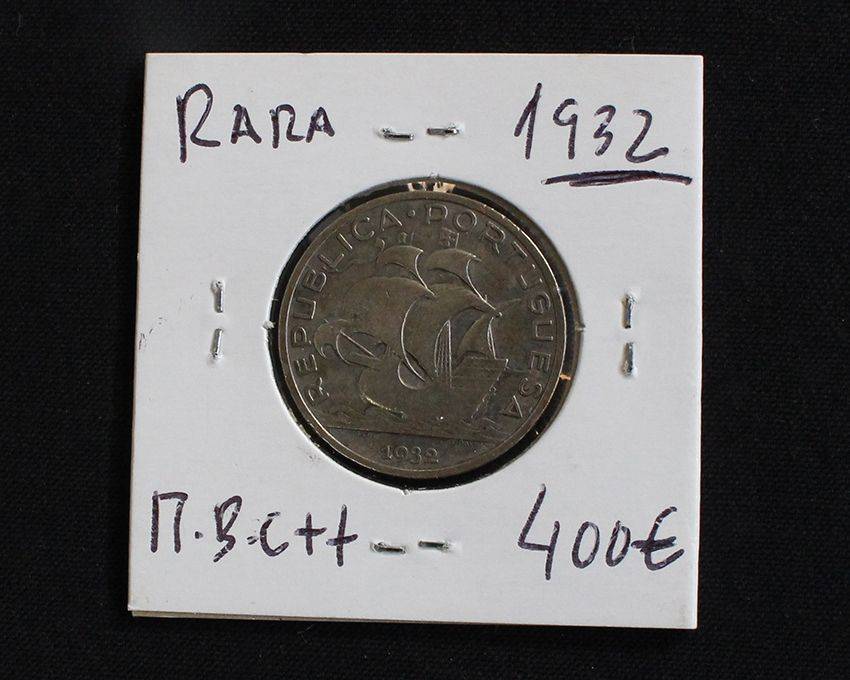 RARA 1932
REPUBLICA · PORTUGUESA
1932
M.B.C++ 400€